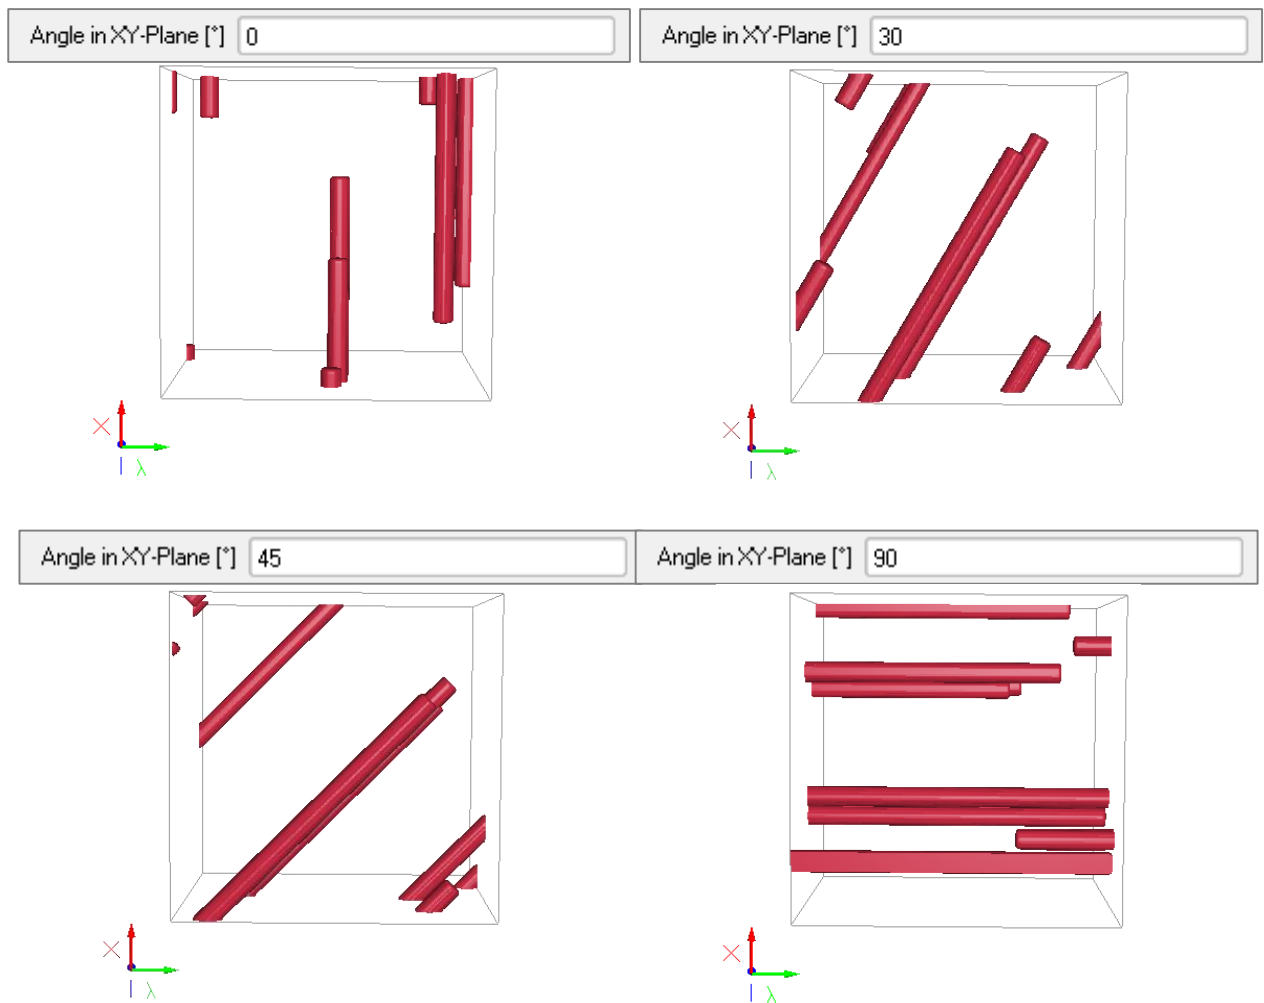 Angle in XY-Plane [°] 0
Angle in XY-Plane [°] 30
X
X
Angle in XY-Plane [°] 45
Angle in XY-Plane [°] 90
X
X